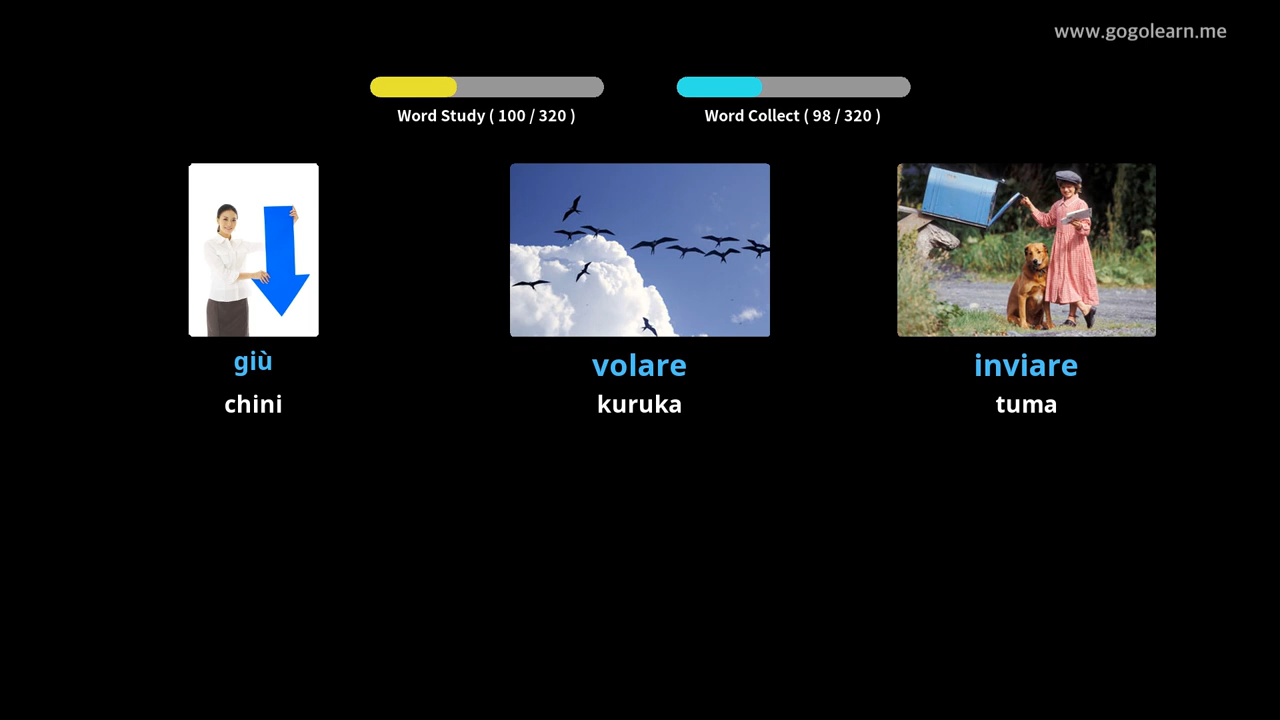 www.gogolearn.me
Word Study ( 100 / 320 )
Word Collect ( 98 / 320 )
giù
chini
volare
kuruka
inviare
tuma